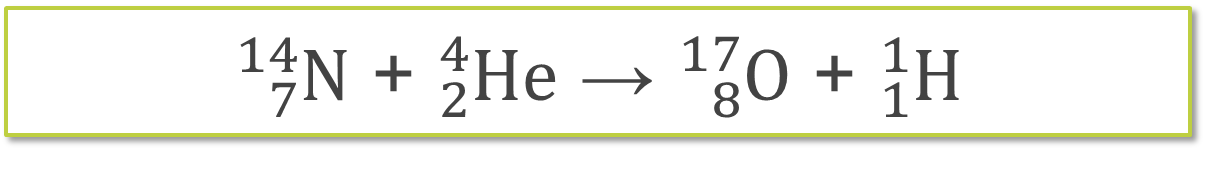 ¹⁴₇N + ⁴₂He → ¹⁷₈O + ¹₁H